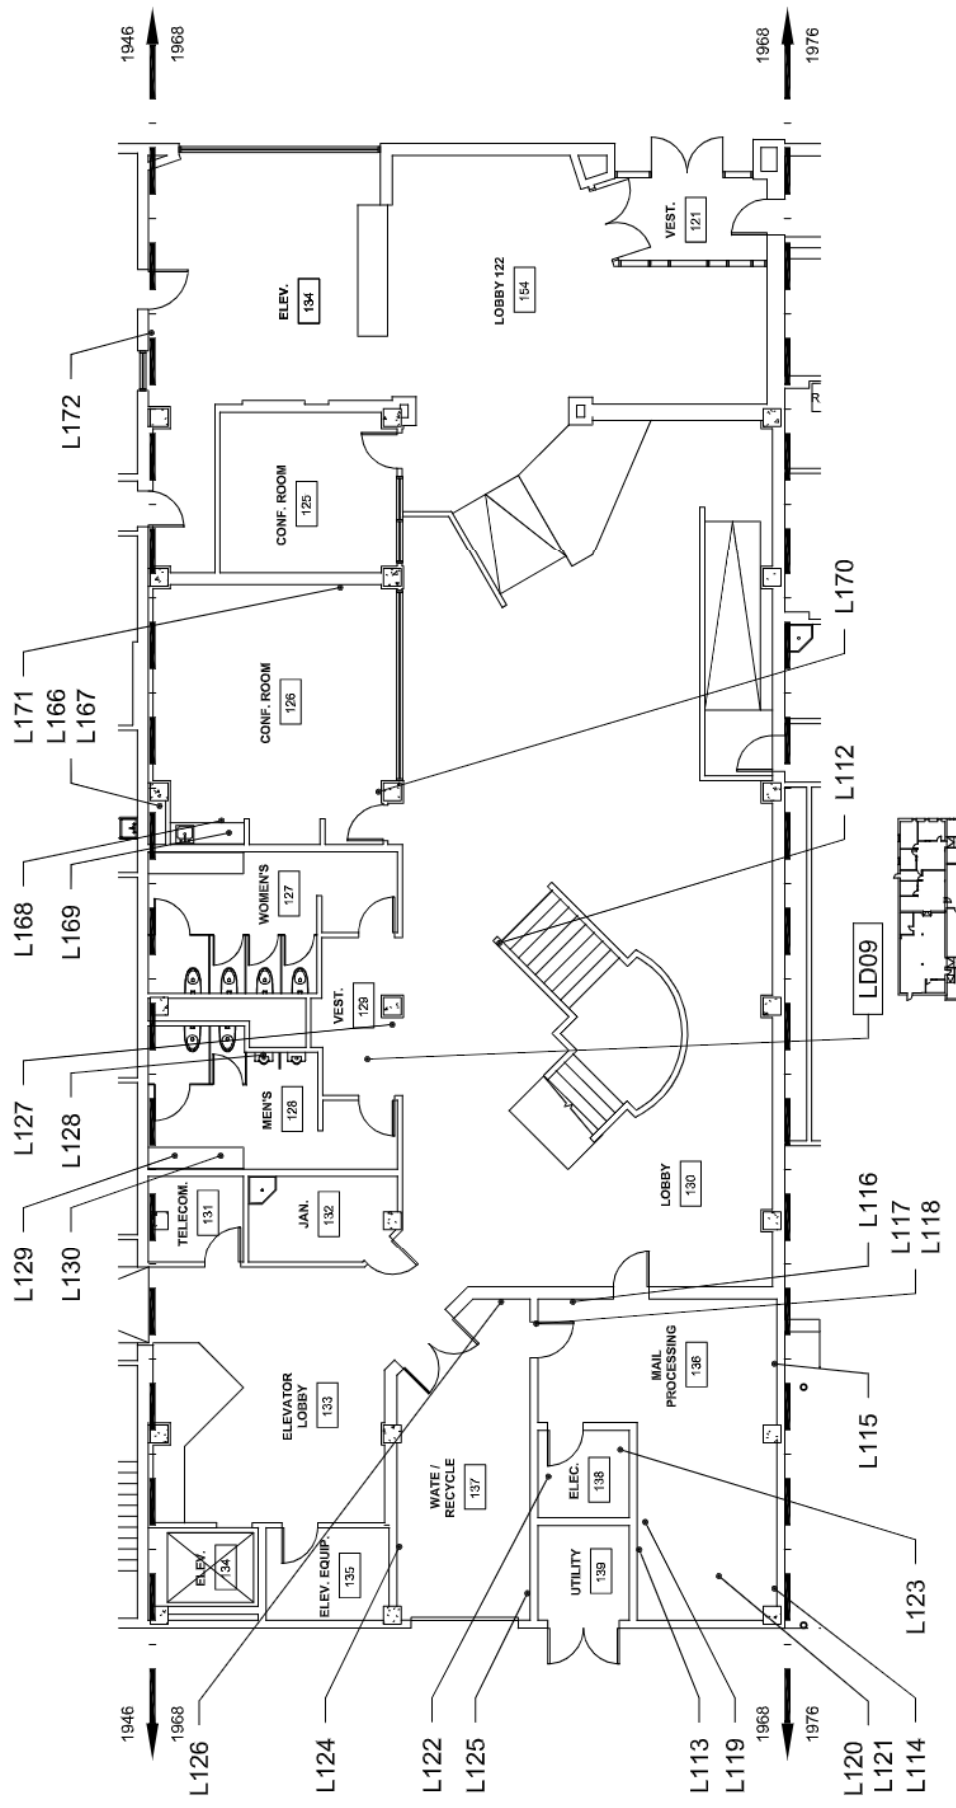 1946
1968
1968
1976
L172
L171
L166
L167
L168
L169
L127
L128
L129
L130
L170
L112
LD09
L116
L117
L118
L115
L123
L126
L124
L122
L125
L113
L119
L120
L121
L114
1946
1968
1968
1976
ELEV.
134
LOBBY 122
154
VEST.
121
CONF. ROOM
125
CONF. ROOM
126
WOMEN'S
127
VEST.
129
MEN'S
128
TELECOM.
131
JAN.
132
LOBBY
130
ELEVATOR
LOBBY
133
MAIL
PROCESSING
136
WATE /
RECYCLE
137
ELEC.
138
UTILITY
139
ELEV.
134
ELEV. EQUIP.
135
R